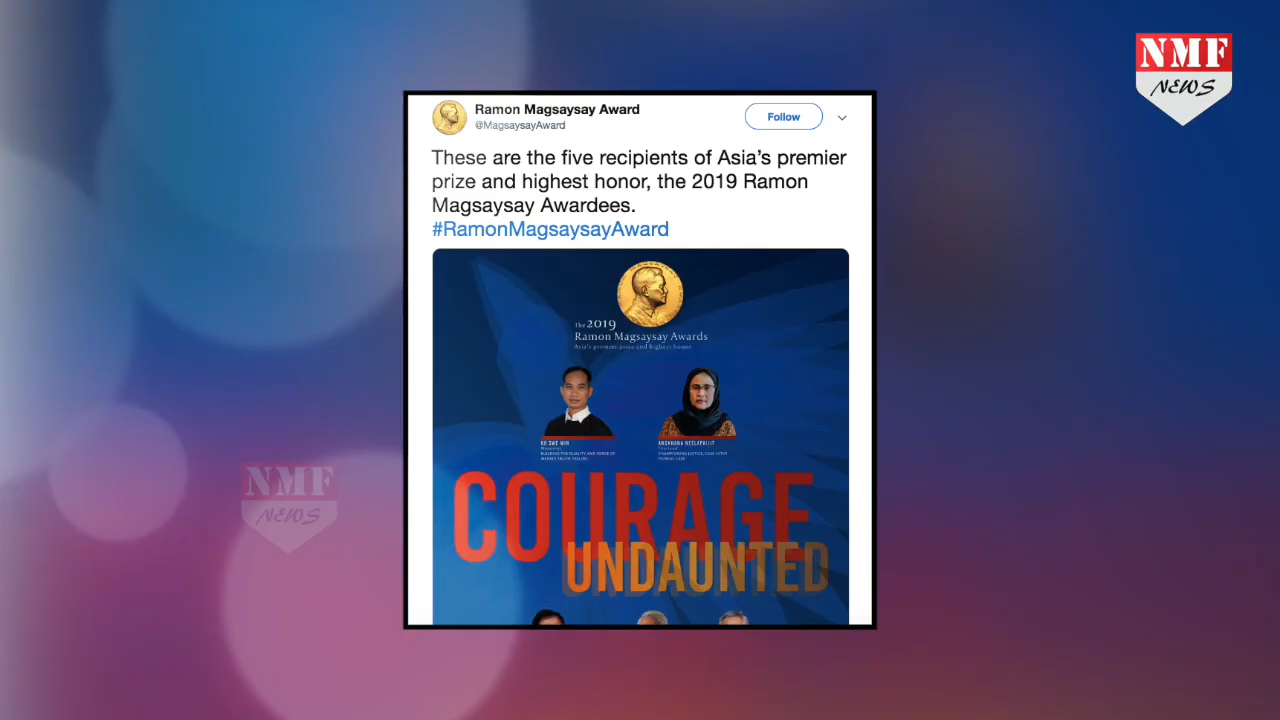 NMF
NEWS
Ramon Magsaysay Award
@MagsaysayAward
Follow
These are the five recipients of Asia's premier
prize and highest honor, the 2019 Ramon
Magsaysay Awardees.
#RamonMagsaysayAward
The 2019
Ramon Magsaysay Awards
Asia's premier prize and highest honor
KO SWE WIN
Myanmar
ANGKHANA NEELAPAIJIT
Thailand
COURAGE
UNDAUNTED
NMF
NEWS